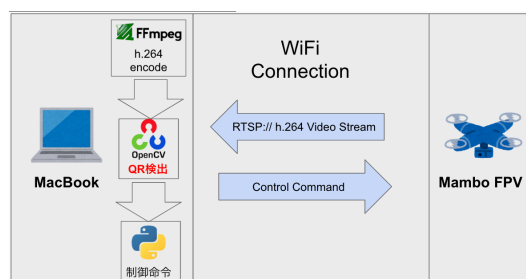 FFmpeg
h.264
encode
OpenCV
QR検出
MacBook
制御命令
WiFi
Connection
RTSP:// h.264 Video Stream
Control Command
Mambo FPV